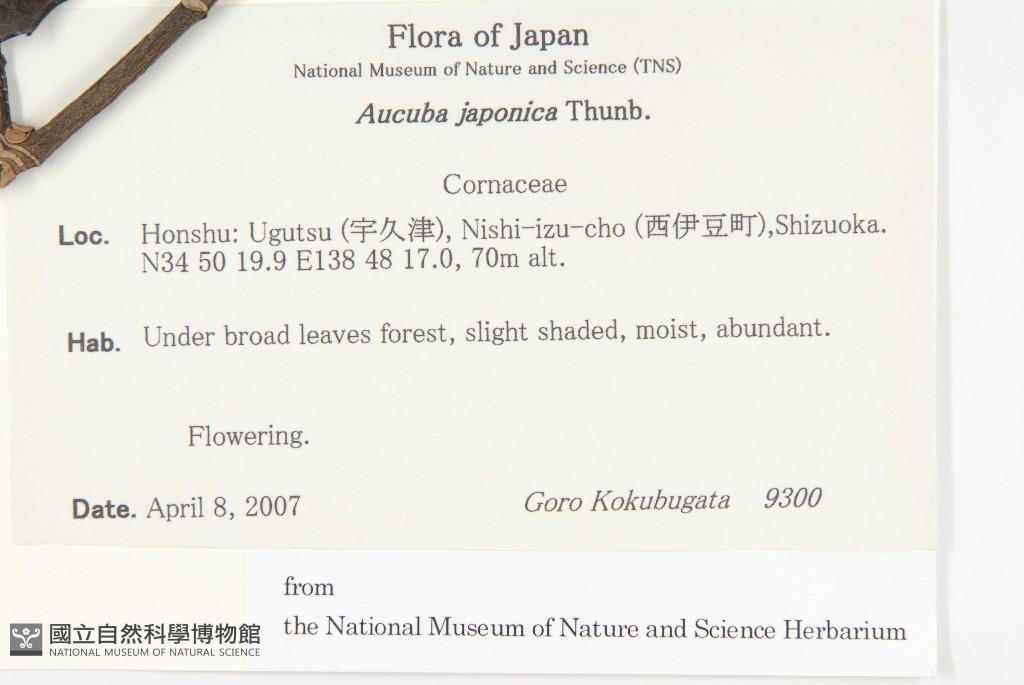 Flora of Japan
National Museum of Nature and Science (TNS)
Aucuba japonica Thunb.
Cornaceae
Loc. Honshu: Ugutsu (宇久津), Nishi-izu-cho (西伊豆町),Shizuoka.
N34 50 19.9 E138 48 17.0, 70m alt.
Hab. Under broad leaves forest, slight shaded, moist, abundant.
Flowering.
Date. April 8, 2007 Goro Kokubugata 9300
from
the National Museum of Nature and Science Herbarium
國立自然科學博物館
NATIONAL MUSEUM OF NATURAL SCIENCE